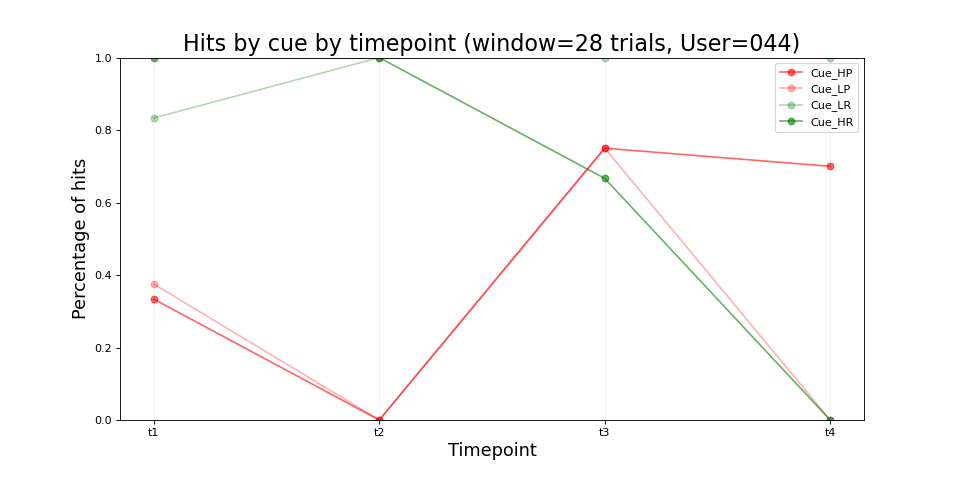 Hits by cue by timepoint (window=28 trials, User=044)
Percentage of hits
1.0
0.8
0.6
0.4
0.2
0.0
Cue_HP
Cue_LP
Cue_LR
Cue_HR
t1 t2 t3 t4
Timepoint